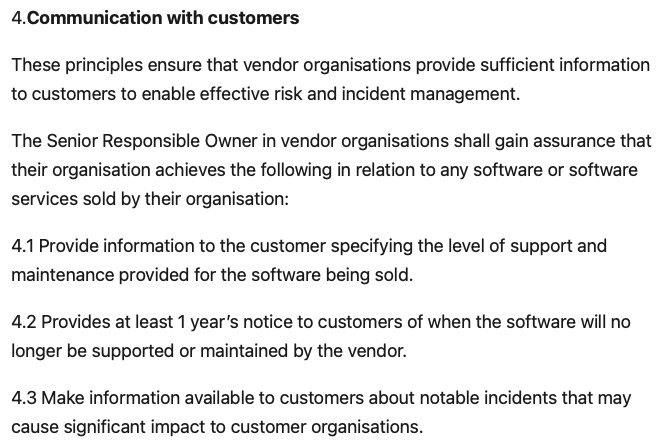 4.Communication with customers
These principles ensure that vendor organisations provide sufficient information
to customers to enable effective risk and incident management.
The Senior Responsible Owner in vendor organisations shall gain assurance that
their organisation achieves the following in relation to any software or software
services sold by their organisation:
4.1 Provide information to the customer specifying the level of support and
maintenance provided for the software being sold.
4.2 Provides at least 1 year’s notice to customers of when the software will no
longer be supported or maintained by the vendor.
4.3 Make information available to customers about notable incidents that may
cause significant impact to customer organisations.